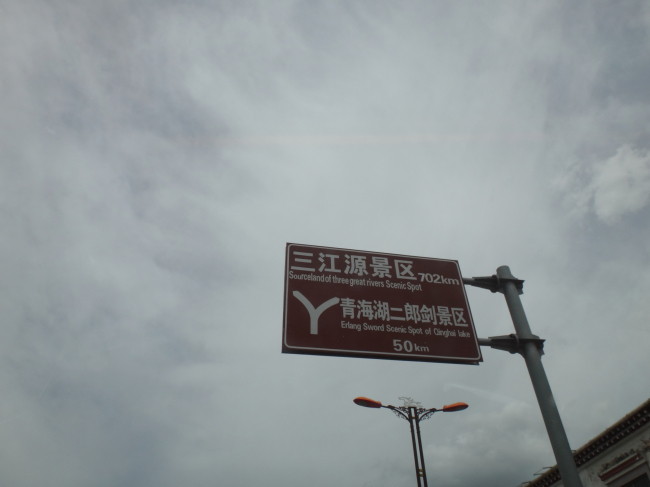 三江源景区 702km
Sourceland of three great rivers Scenic Spot
青海湖二郎剑景区
Erlang Sword Scenic Spot of Qinghai lake
50km